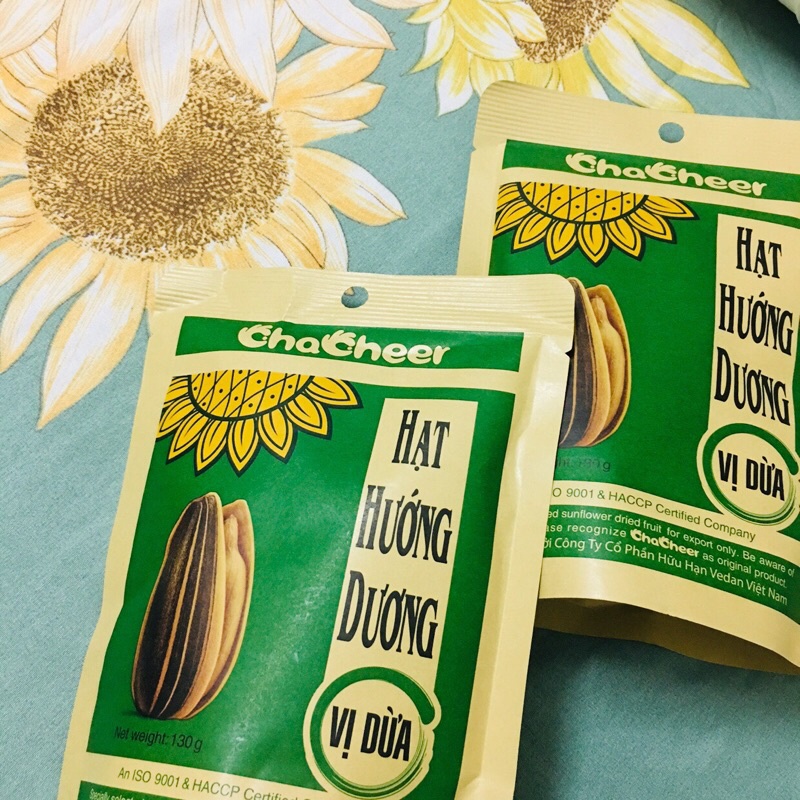 ChaCheer
HẠT
HƯỚNG
DƯƠNG
VỊ DỪA
Net weight: 130 g
An ISO 9001 & HACCP Certified
ChaCheer
HẠT
HƯỚNG
DƯƠNG
VỊ DỪA
ISO 9001 & HACCP Certified Company
sunflower dried fruit for export only. Be aware of
recognize ChaCheer as original product.
Công Ty Cổ Phần Hữu Hạn Vedan Việt Nam